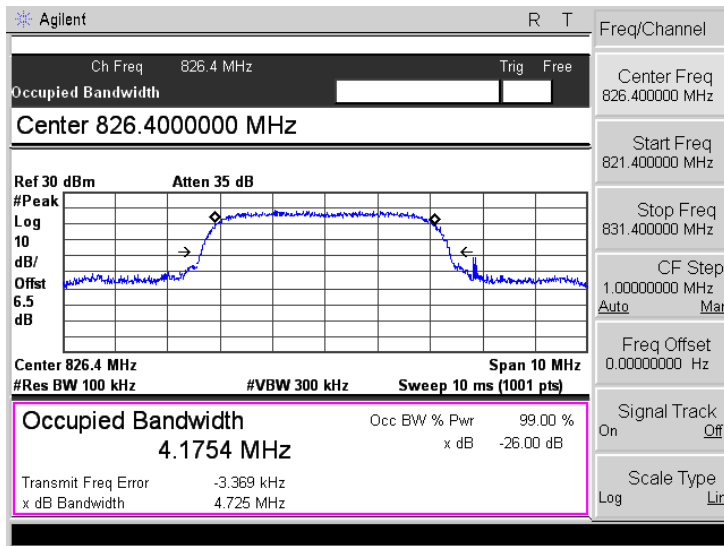 Agilent R T
Ch Freq 826.4 MHz Trig Free
Occupied Bandwidth
Center 826.4000000 MHz
Ref 30 dBm Atten 35 dB
#Peak
Log
10
dB/
Offst
6.5
dB
Center 826.4 MHz Span 10 MHz
#Res BW 100 kHz #VBW 300 kHz Sweep 10 ms (1001 pts)
Occupied Bandwidth Occ BW % Pwr 99.00 %
4.1754 MHz x dB -26.00 dB
Transmit Freq Error -3.369 kHz
x dB Bandwidth 4.725 MHz
Freq/Channel
Center Freq
826.400000 MHz
Start Freq
821.400000 MHz
Stop Freq
831.400000 MHz
CF Step
1.00000000 MHz
Auto Man
Freq Offset
0.00000000 Hz
Signal Track
On Off
Scale Type
Log Lin